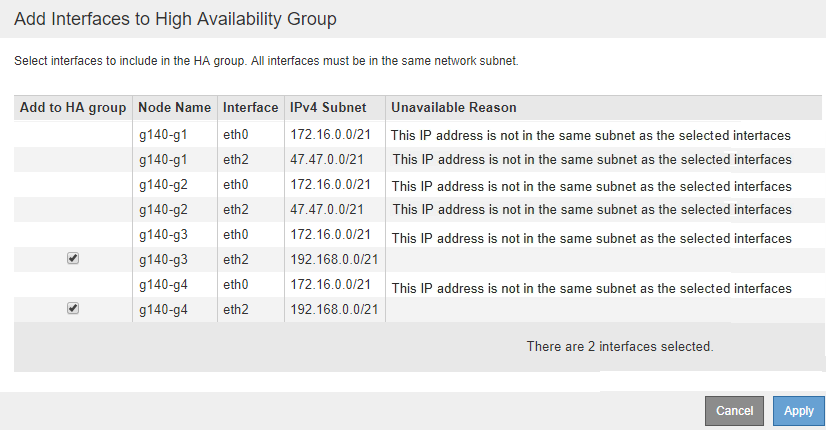 Add Interfaces to High Availability Group
Select interfaces to include in the HA group. All interfaces must be in the same network subnet.
Add to HA group Node Name Interface IPv4 Subnet Unavailable Reason
g140-g1 eth0 172.16.0.0/21 This IP address is not in the same subnet as the selected interfaces
g140-g1 eth2 47.47.0.0/21 This IP address is not in the same subnet as the selected interfaces
g140-g2 eth0 172.16.0.0/21 This IP address is not in the same subnet as the selected interfaces
g140-g2 eth2 47.47.0.0/21 This IP address is not in the same subnet as the selected interfaces
g140-g3 eth0 172.16.0.0/21 This IP address is not in the same subnet as the selected interfaces
g140-g3 eth2 192.168.0.0/21
g140-g4 eth0 172.16.0.0/21 This IP address is not in the same subnet as the selected interfaces
g140-g4 eth2 192.168.0.0/21
There are 2 interfaces selected.
Cancel Apply